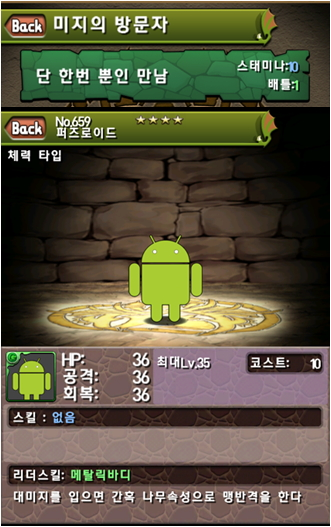 Back 미지의 방문자
단 한번 뿐인 만남
스태미나:10
배틀:1
Back No.659 ★★★★
퍼즈로이드
체력 타입
HP: 36 최대Lv.35 코스트: 10
공격: 36
회복: 36
스킬 : 없음
리더스킬: 메탈릭바디
대미지를 입으면 간혹 나무속성으로 맹반격을 한다